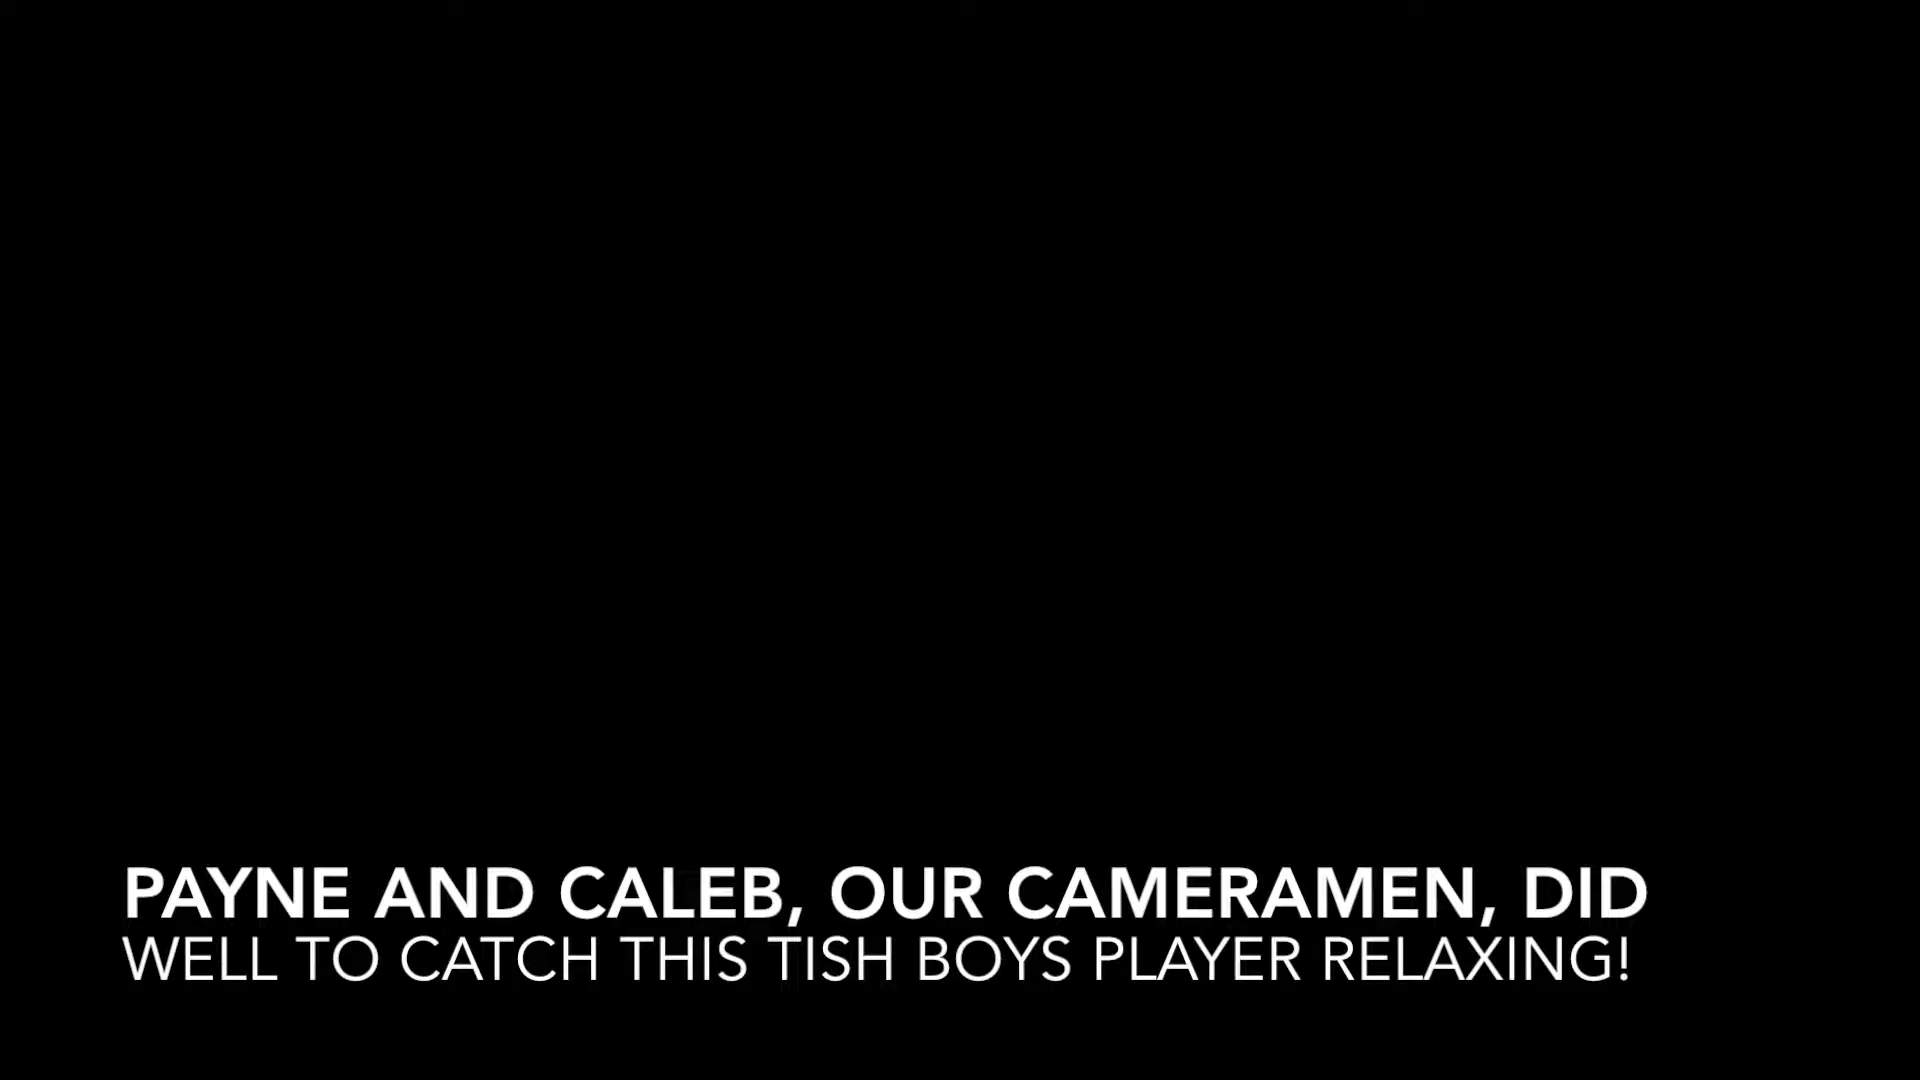 PAYNE AND CALEB, OUR CAMERAMEN, DID
WELL TO CATCH THIS TISH BOYS PLAYER RELAXING!